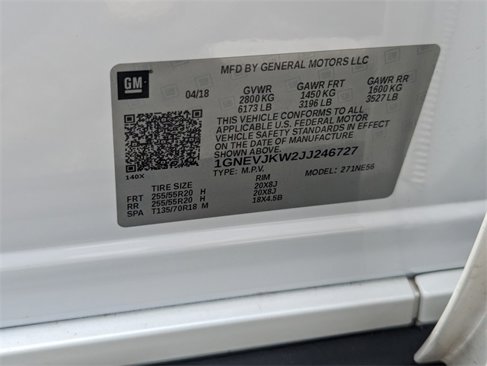 MFD BY GENERAL MOTORS LLC
GM
04/18
GVWR GAWR FRT GAWR RR
2800 KG 1450 KG 1600 KG
6173 LB 3196 LB 3527 LB
THIS VEHICLE CONFORMS TO ALL
APPLICABLE U.S. FEDERAL MOTOR
VEHICLE SAFETY STANDARDS IN EFFECT
ON THE DATE OF MANUFACTURE
SHOWN ABOVE.
1GNEVJKW2JJ246727
140X
TYPE: M.P.V. MODEL: 271NE56
TIRE SIZE RIM
FRT 255/55R20 H 20X8J
RR 255/55R20 H 20X8J
SPA T135/70R18 M 18X4.5B